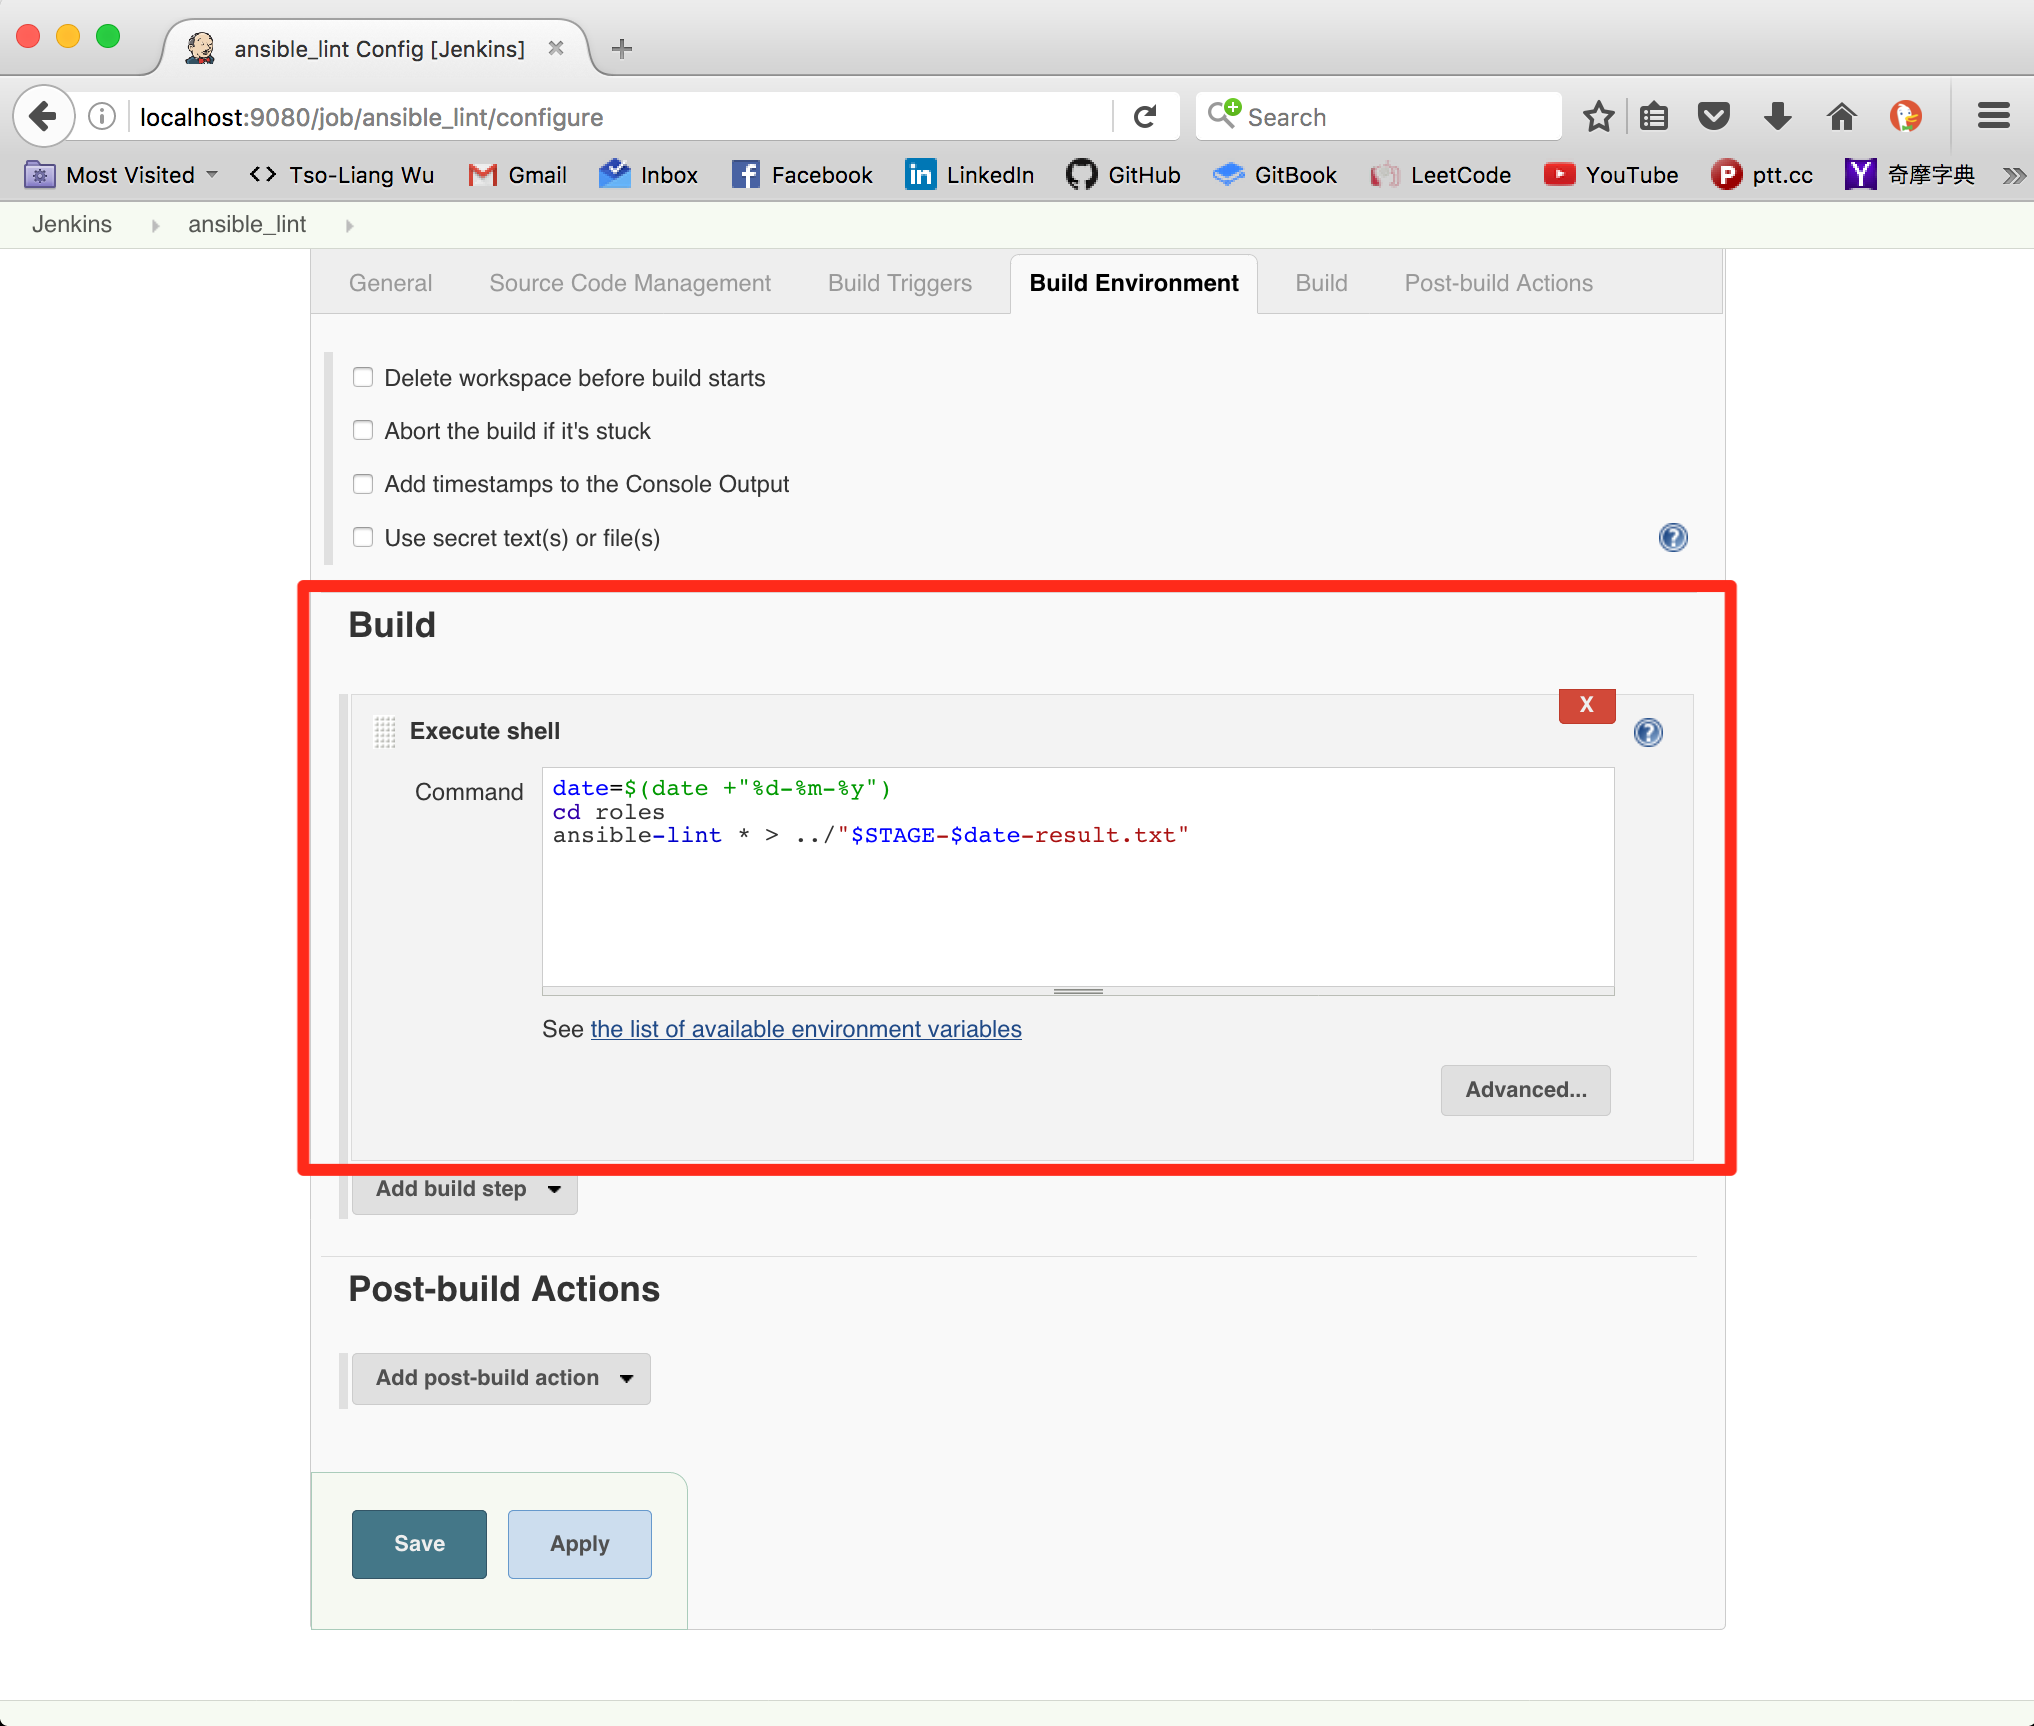 ansible_lint Config [Jenkins]
localhost:9080/job/ansible_lint/configure
Search
Most Visited
Tso-Liang Wu
Gmail
Inbox
Facebook
LinkedIn
GitHub
GitBook
LeetCode
YouTube
ptt.cc
奇摩字典
Jenkins
ansible_lint
General
Source Code Management
Build Triggers
Build Environment
Build
Post-build Actions
Delete workspace before build starts
Abort the build if it's stuck
Add timestamps to the Console Output
Use secret text(s) or file(s)
Build
X
Execute shell
Command
date=$(date +"%d-%m-%y")
cd roles
ansible-lint * > ../"$STAGE-$date-result.txt"
See the list of available environment variables
Advanced...
Add build step
Post-build Actions
Add post-build action
Save
Apply